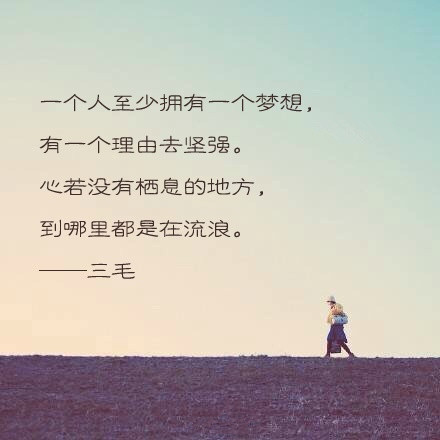 一个人至少拥有一个梦想，
有一个理由去坚强。
心若没有栖息的地方，
到哪里都是在流浪。
——三毛